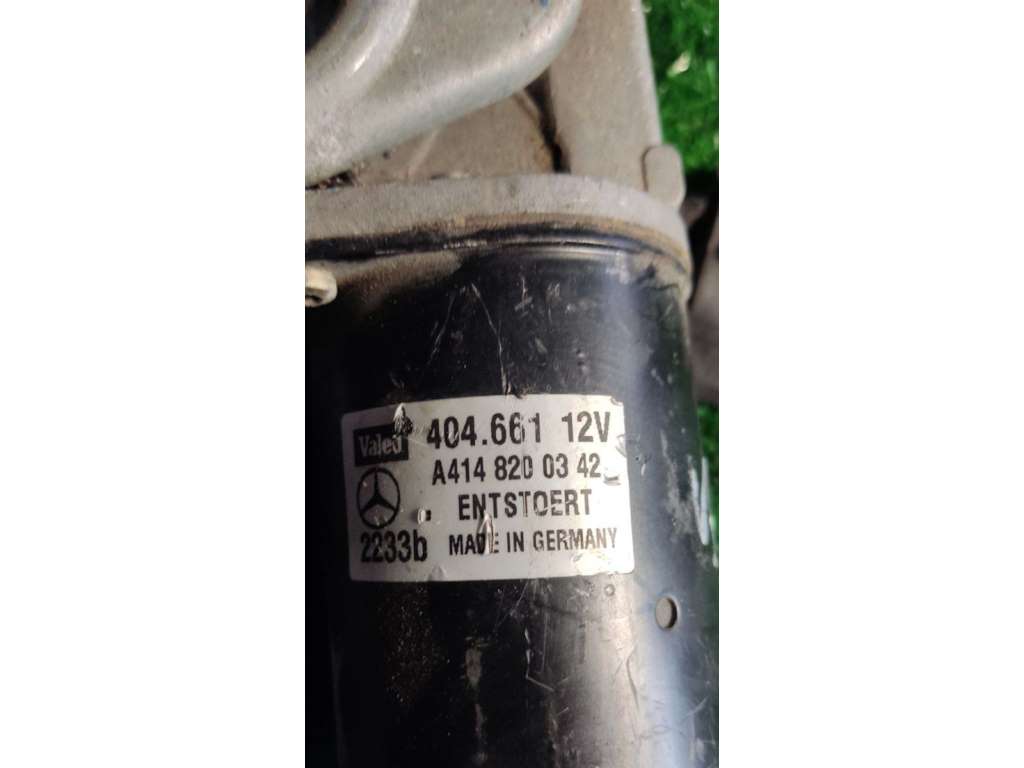 Valeo 404.661 12V
A414 820 03 42
ENTSTOERT
2233b MADE IN GERMANY